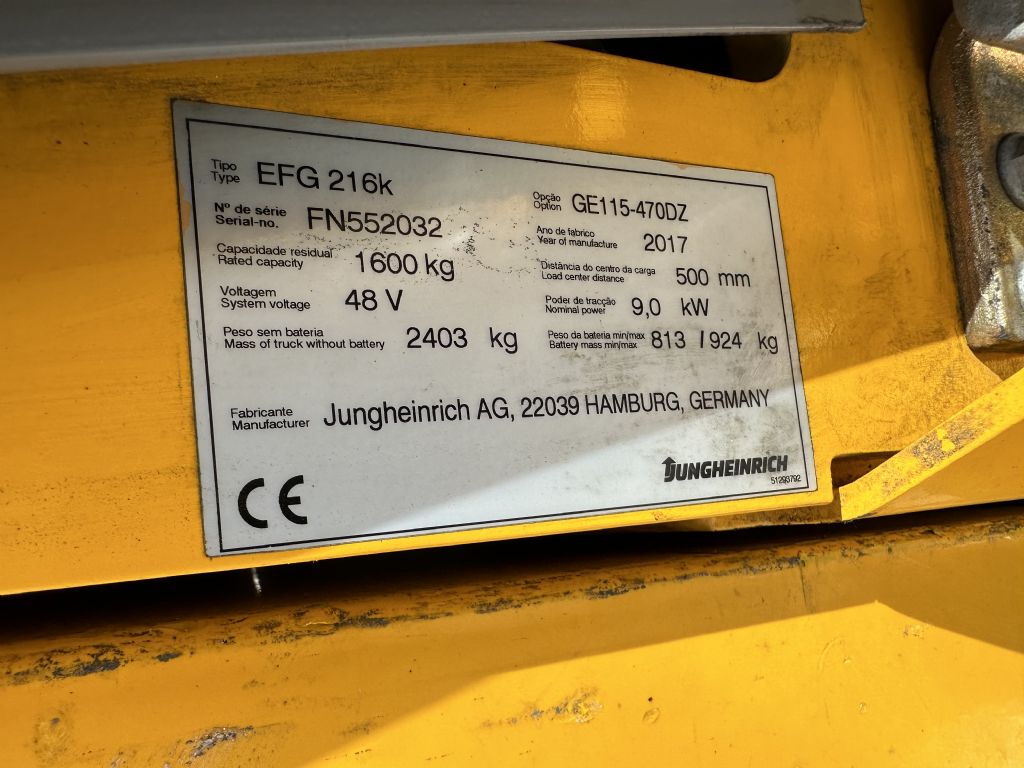 Tipo
Type EFG 216k
Opção
Option GE115-470DZ
Nº de série
Serial-no. FN552032
Ano de fabrico
Year of manufacture 2017
Capacidade residual
Rated capacity 1600 kg
Distância do centro da carga
Load center distance 500 mm
Voltagem
System voltage 48 V
Poder de tracção
Nominal power 9,0 kW
Peso sem bateria
Mass of truck without battery 2403 kg
Peso da bateria min/max
Battery mass min/max 813 / 924 kg
Fabricante
Manufacturer Jungheinrich AG, 22039 HAMBURG, GERMANY
CE
JUNGHEINRICH
51293792